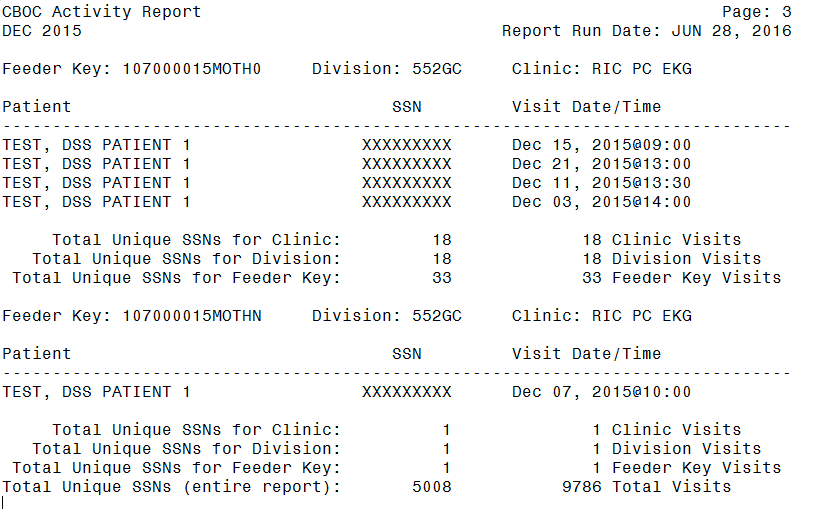 CBOC Activity Report Page: 3
DEC 2015 Report Run Date: JUN 28, 2016
Feeder Key: 107000015MOTH0 Division: 552GC Clinic: RIC PC EKG
Patient SSN Visit Date/Time
-------------------------------------------------------------------------------
TEST, DSS PATIENT 1 XXXXXXXXX Dec 15, 2015@09:00
TEST, DSS PATIENT 1 XXXXXXXXX Dec 21, 2015@13:00
TEST, DSS PATIENT 1 XXXXXXXXX Dec 11, 2015@13:30
TEST, DSS PATIENT 1 XXXXXXXXX Dec 03, 2015@14:00
Total Unique SSNs for Clinic: 18 18 Clinic Visits
Total Unique SSNs for Division: 18 18 Division Visits
Total Unique SSNs for Feeder Key: 33 33 Feeder Key Visits
Feeder Key: 107000015MOTHN Division: 552GC Clinic: RIC PC EKG
Patient SSN Visit Date/Time
-------------------------------------------------------------------------------
TEST, DSS PATIENT 1 XXXXXXXXX Dec 07, 2015@10:00
Total Unique SSNs for Clinic: 1 1 Clinic Visits
Total Unique SSNs for Division: 1 1 Division Visits
Total Unique SSNs for Feeder Key: 1 1 Feeder Key Visits
Total Unique SSNs (entire report): 5008 9786 Total Visits